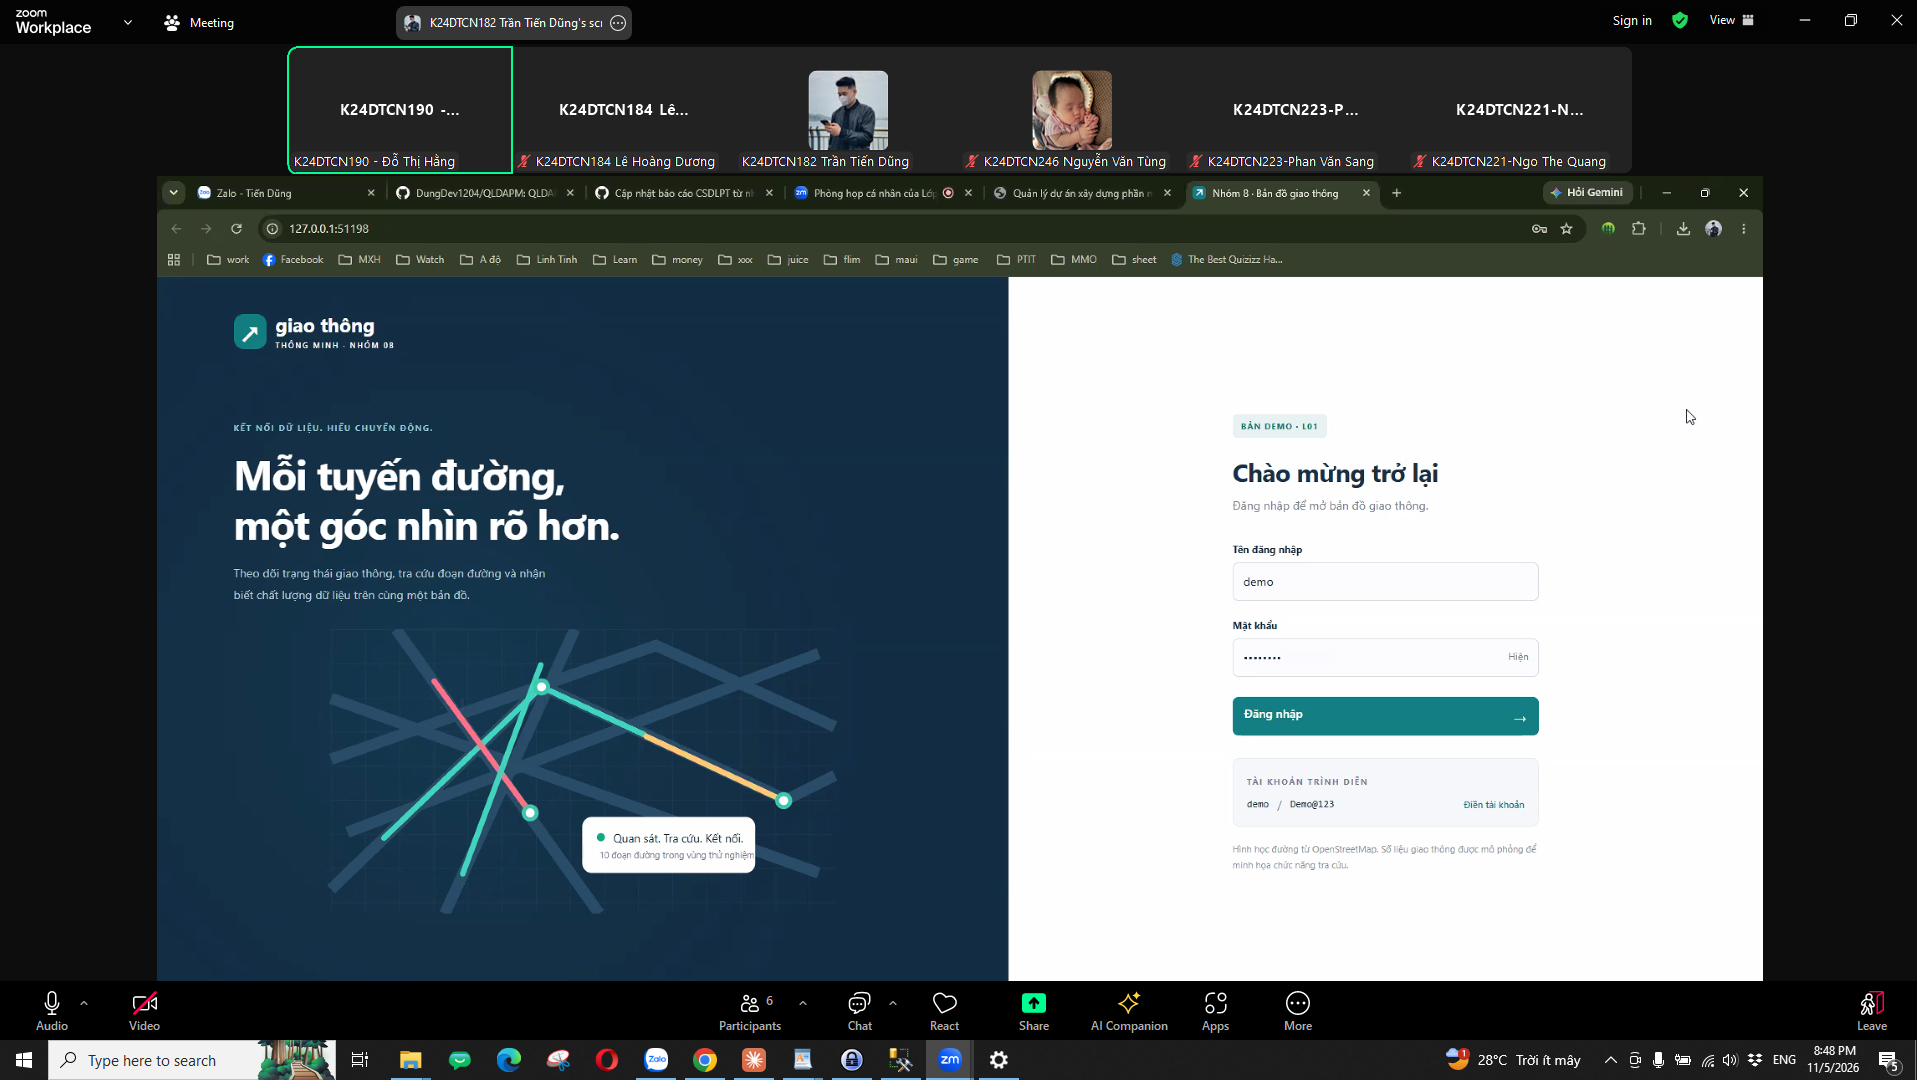 zoom
Workplace
Meeting
K24DTCN182 Trần Tiến Dũng's scr
Sign in
View
K24DTCN190 -...
K24DTCN184 Lê...
K24DTCN223-P...
K24DTCN221-N...
K24DTCN190 - Đỗ Thị Hằng
K24DTCN184 Lê Hoàng Dương
K24DTCN182 Trần Tiến Dũng
K24DTCN246 Nguyễn Văn Tùng
K24DTCN223-Phan Văn Sang
K24DTCN221-Ngo The Quang
Zalo - Tiến Dũng
DungDev1204/QLDAPM: QLDA
Cập nhật báo cáo CSDLPT từ nh
Phòng họp cá nhân của Lớp
Quản lý dự án xây dựng phần m
Nhóm 8 · Bản đồ giao thông
Hỏi Gemini
127.0.0.1:51198
work
Facebook
MXH
Watch
A độ
Linh Tinh
Learn
money
xxx
juice
flim
maui
game
PTIT
MMO
sheet
The Best Quizizz Ha...
giao thông
THÔNG MINH · NHÓM 08
KẾT NỐI DỮ LIỆU. HIỂU CHUYỂN ĐỘNG.
Mỗi tuyến đường,
một góc nhìn rõ hơn.
Theo dõi trạng thái giao thông, tra cứu đoạn đường và nhận
biết chất lượng dữ liệu trên cùng một bản đồ.
Quan sát. Tra cứu. Kết nối.
10 đoạn đường trong vùng thử nghiệm
BẢN DEMO • L01
Chào mừng trở lại
Đăng nhập để mở bản đồ giao thông.
Tên đăng nhập
demo
Mật khẩu
••••••••
Hiện
Đăng nhập →
TÀI KHOẢN TRÌNH DIỄN
demo / Demo@123
Điền tài khoản
Hình học đường từ OpenStreetMap. Số liệu giao thông được mô phỏng để
minh họa chức năng tra cứu.
Audio
Video
Participants
6
Chat
React
Share
AI Companion
Apps
More
Leave
Type here to search
Zalo
zm
1
28°C Trời ít mây
ENG
8:48 PM
11/5/2026
5